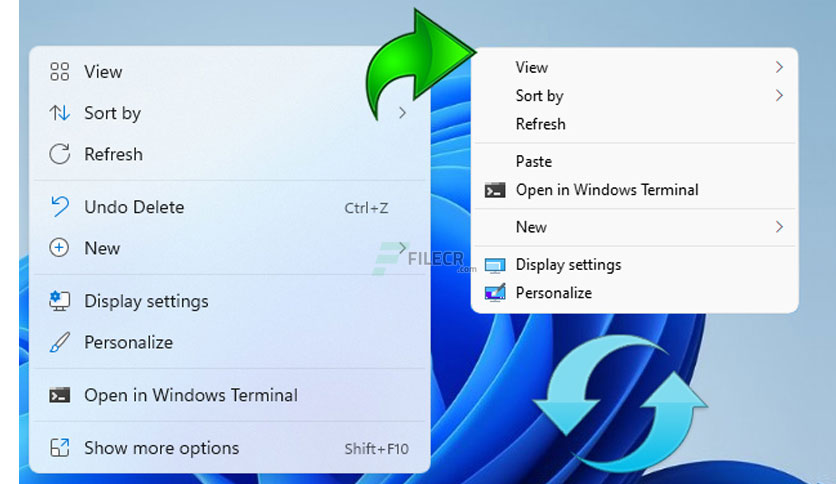 View
Sort by
Refresh
Undo Delete Ctrl+Z
New
Display settings
Personalize
Open in Windows Terminal
Show more options Shift+F10
FILECR
.com
View
Sort by
Refresh
Paste
Open in Windows Terminal
New
Display settings
Personalize